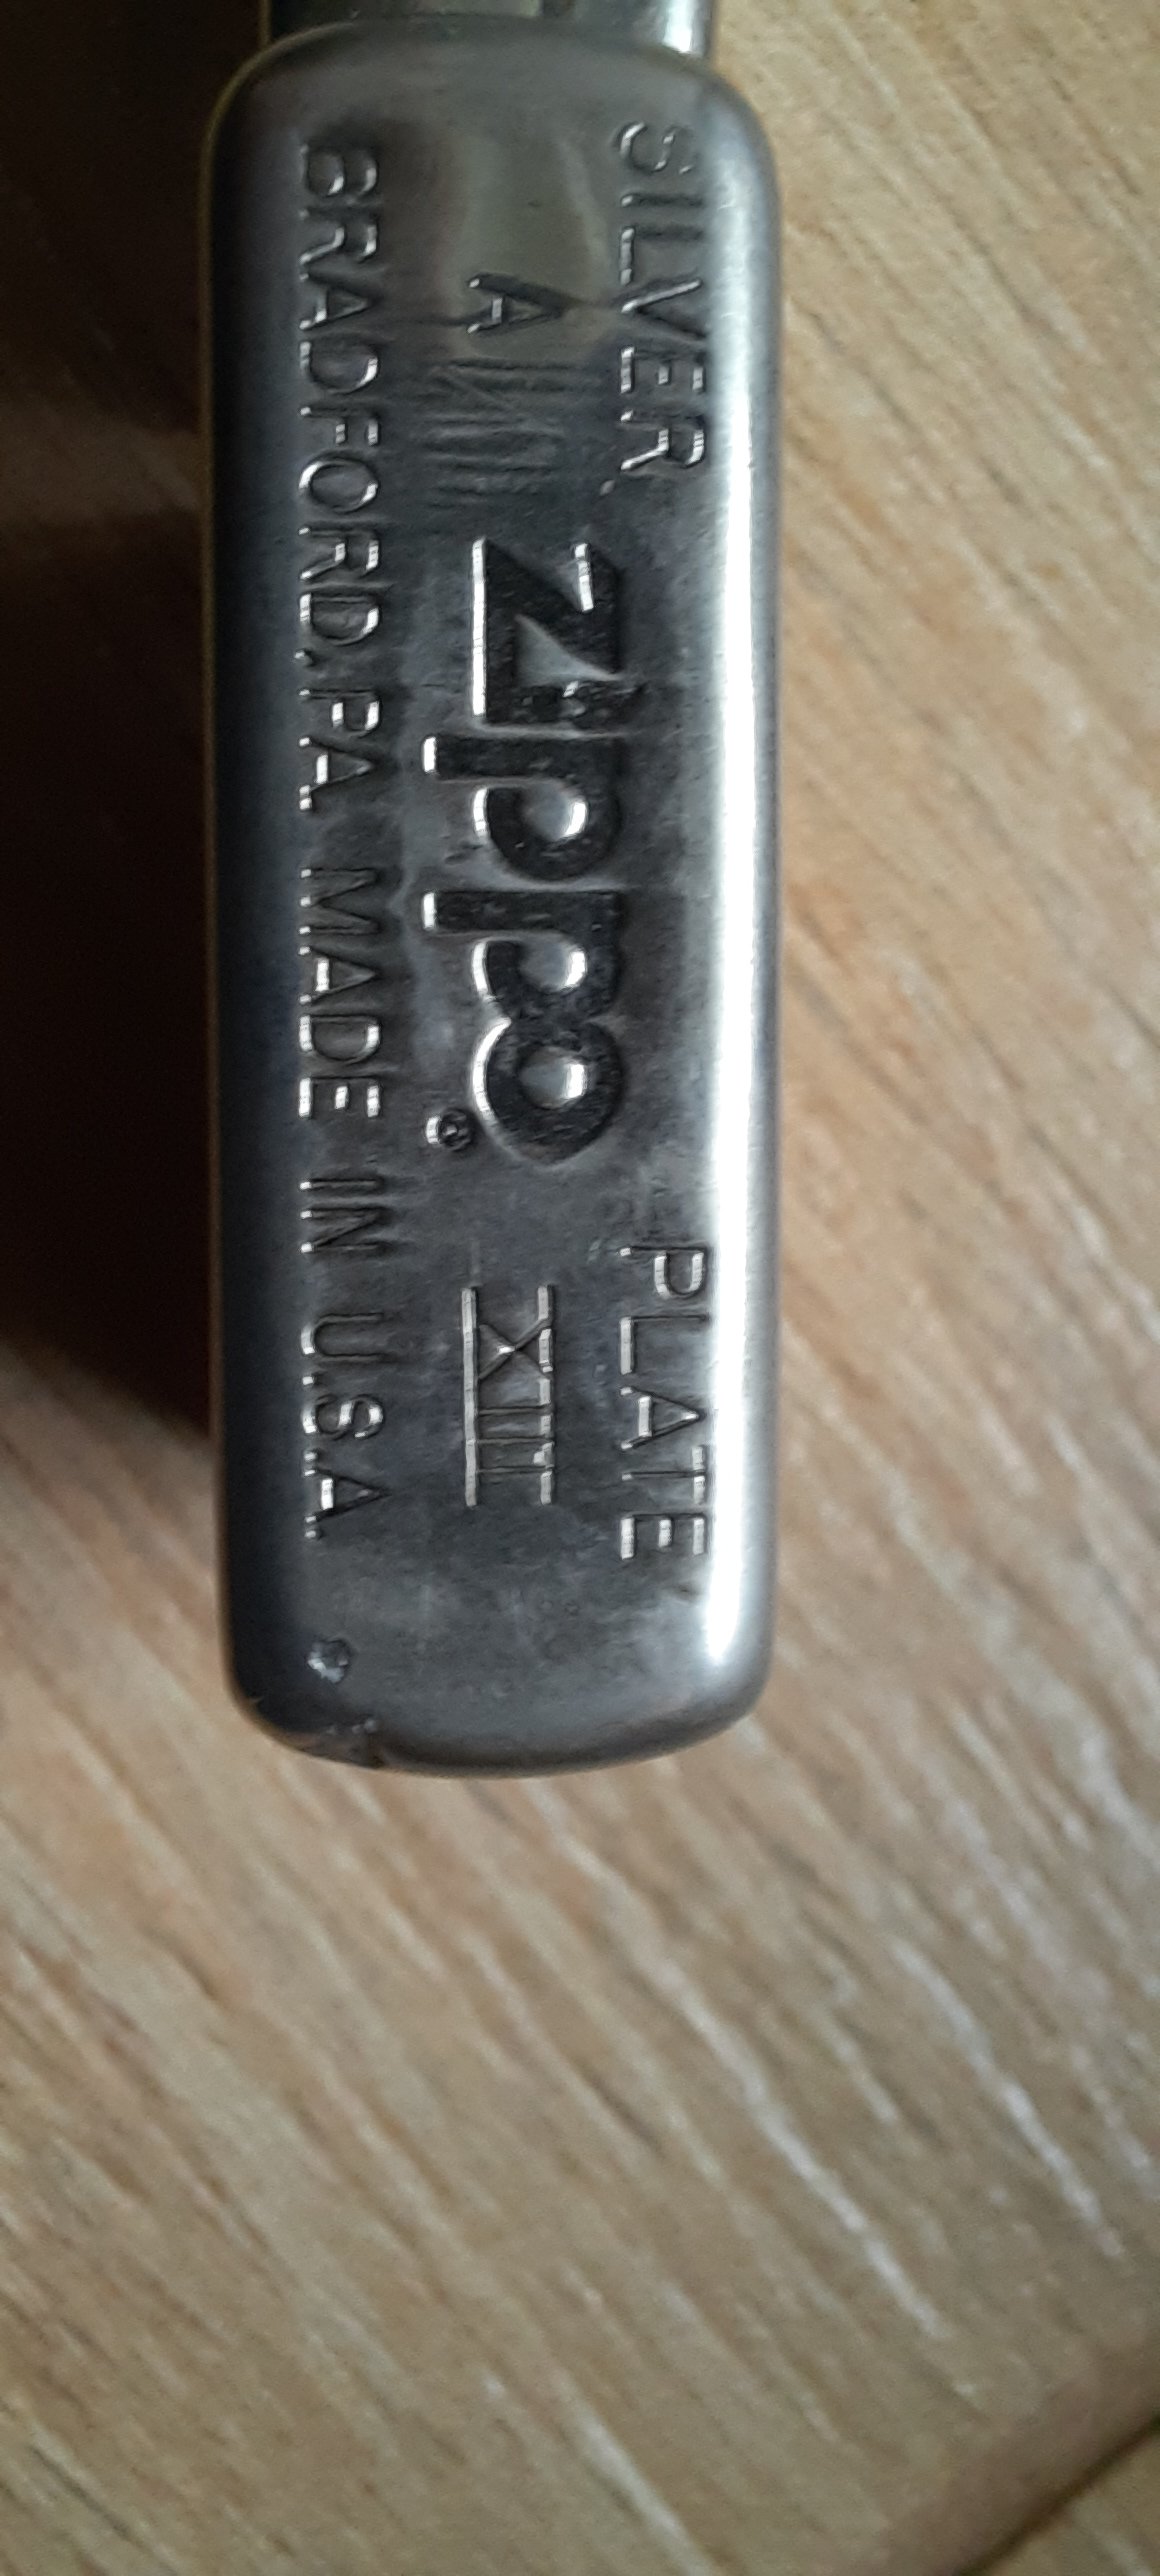 SILVER PLATE
A Zippo ® XIII
BRADFORD, PA. MADE IN U.S.A.